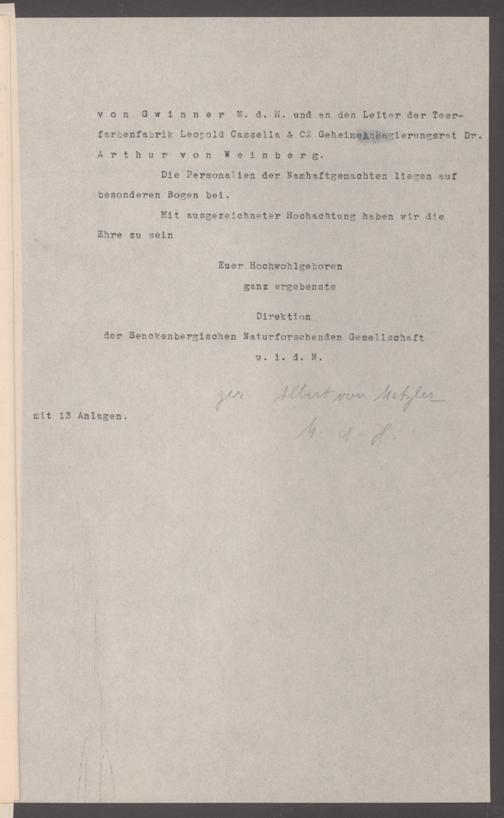 von Gwinner M. d. H. und an den Leiter der Teer-
farbenfabrik Leopold Cassella & Co Geheimen Regierungsrat Dr.
Arthur von Weinberg.
Die Personalien der Namhaftgemachten liegen auf
besonderen Bogen bei.
Mit ausgezeichneter Hochachtung haben wir die
Ehre zu sein
Euer Hochwohlgeboren
ganz ergebenste
Direktion
der Senckenbergischen Naturforschenden Gesellschaft
u. i. d. N.
gez Albert von Metzler
mit 13 Anlagen.
M. d. H.